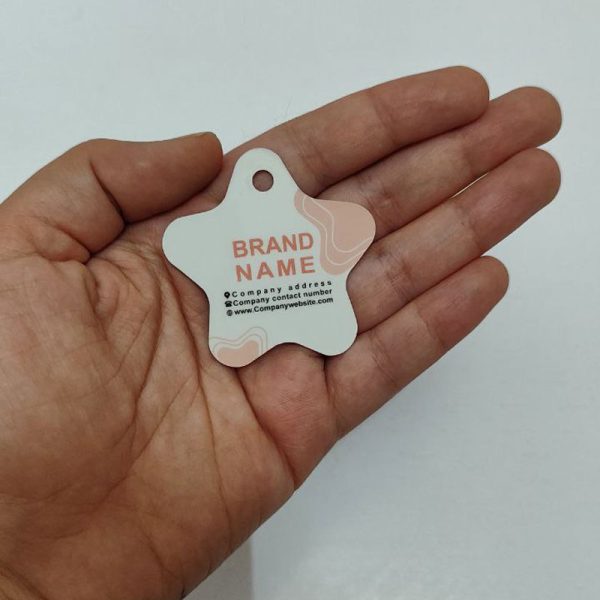 BRAND
NAME
Company address
Company contact number
www.Companywebsite.com